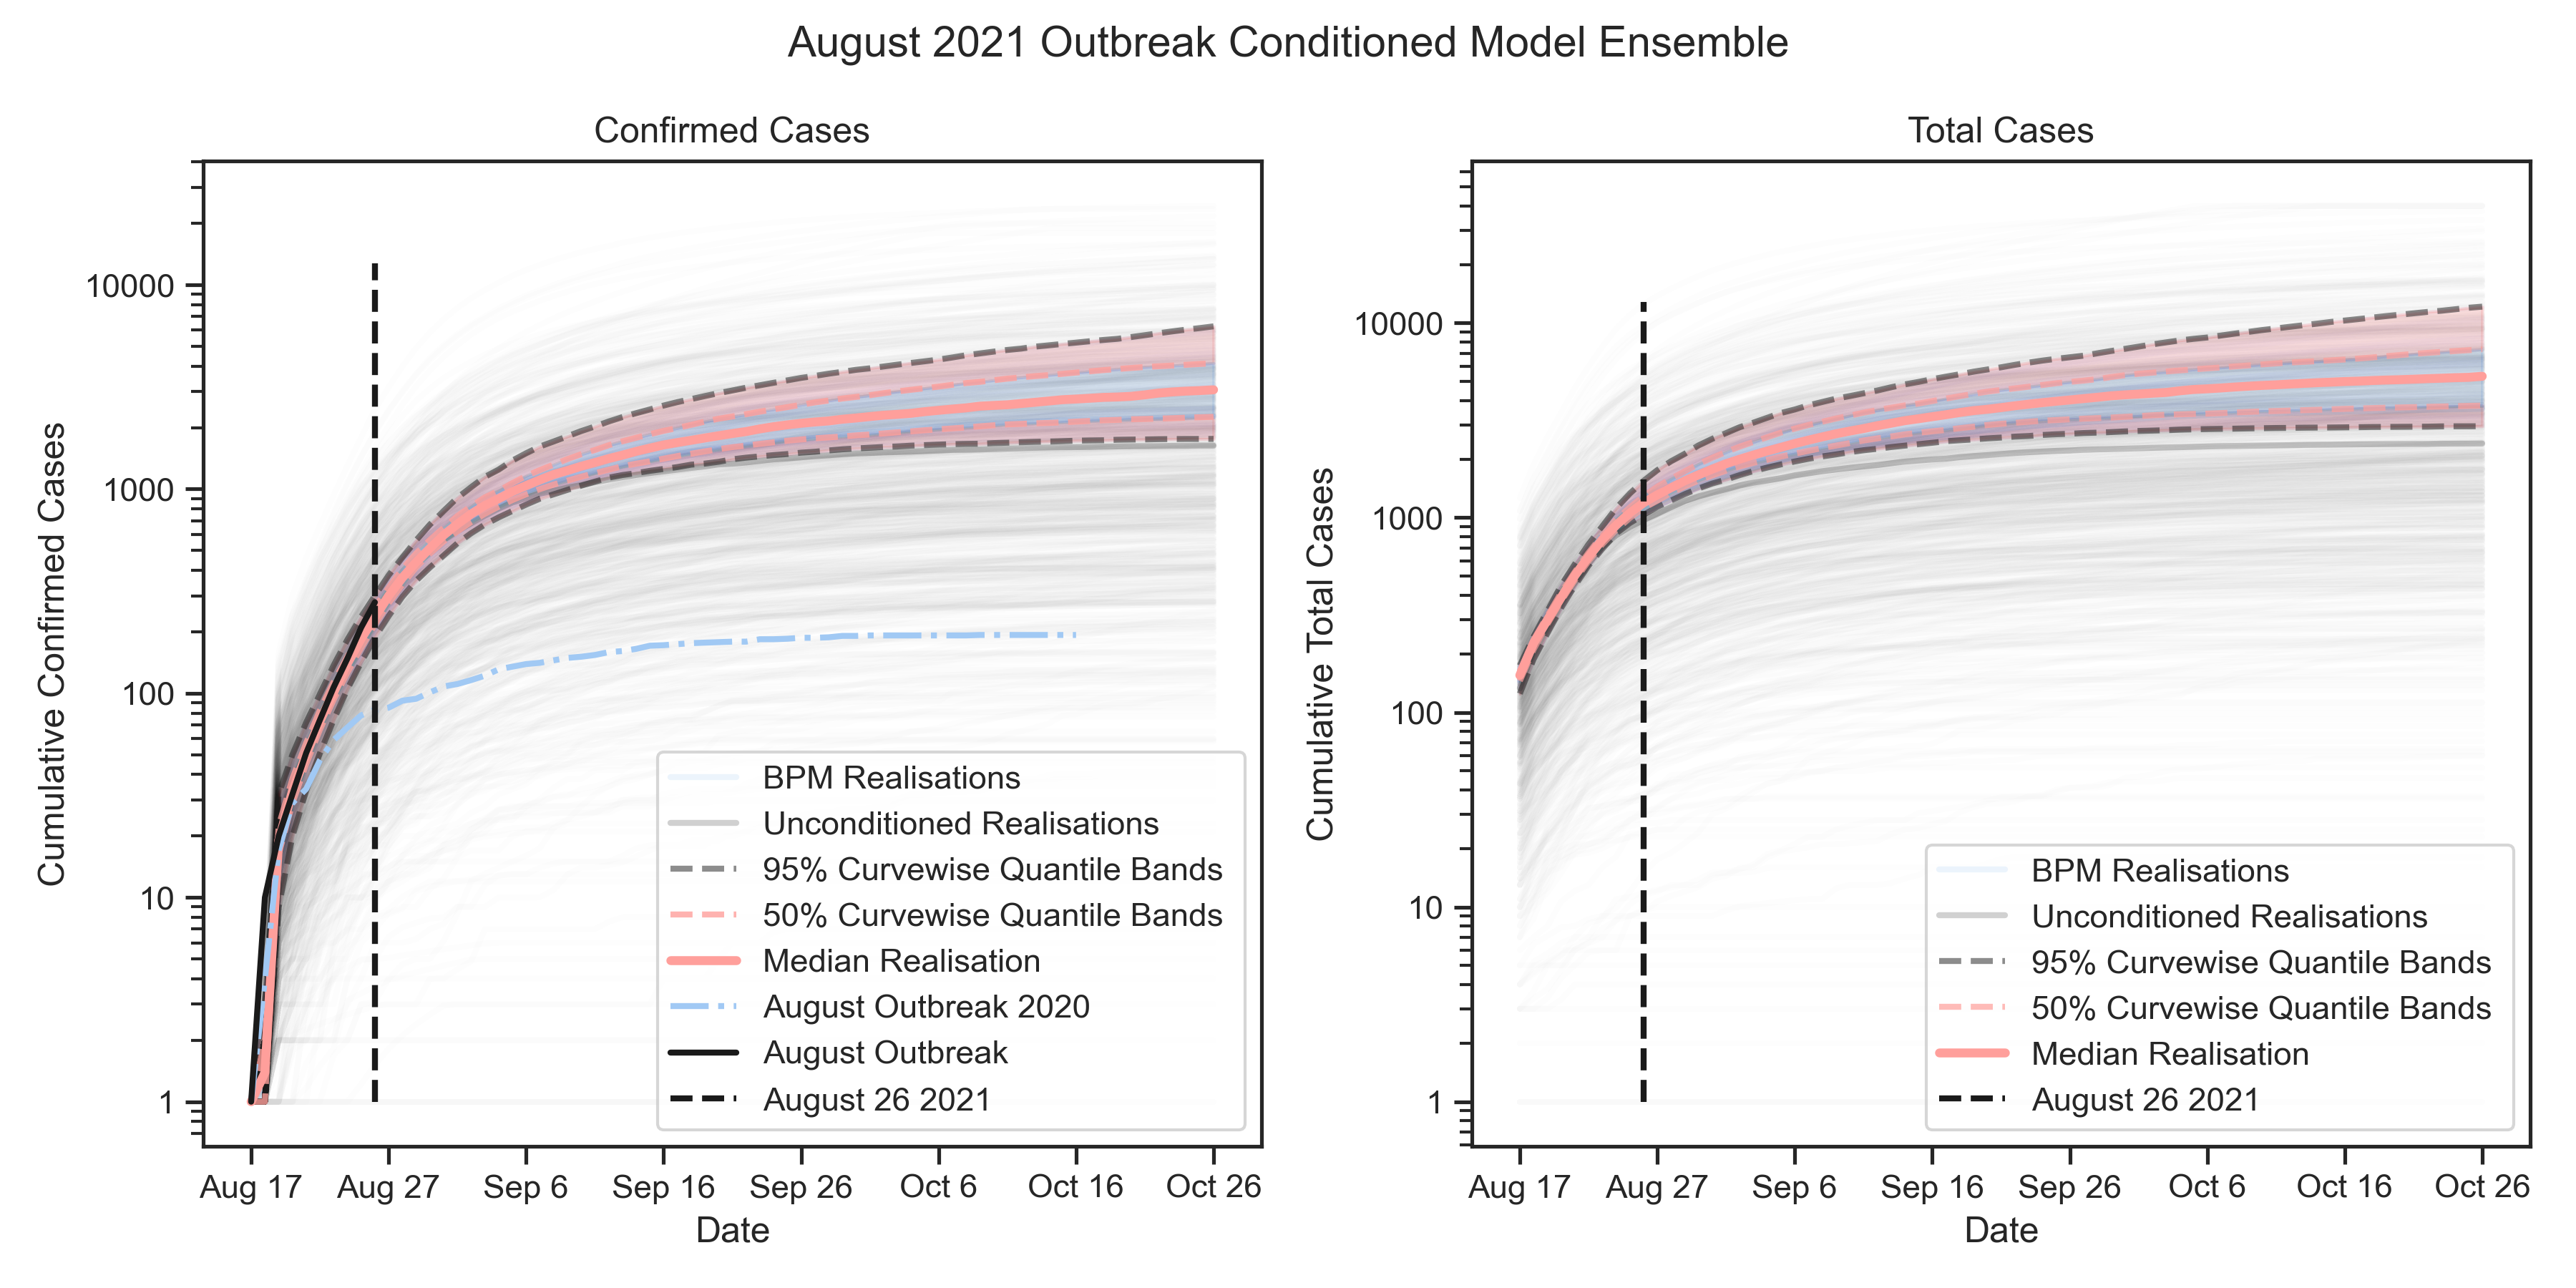 August 2021 Outbreak Conditioned Model Ensemble
Confirmed Cases
Cumulative Confirmed Cases
10000
1000
100
10
1
Aug 17 Aug 27 Sep 6 Sep 16 Sep 26 Oct 6 Oct 16 Oct 26
Date
BPM Realisations
Unconditioned Realisations
95% Curvewise Quantile Bands
50% Curvewise Quantile Bands
Median Realisation
August Outbreak 2020
August Outbreak
August 26 2021
Total Cases
Cumulative Total Cases
10000
1000
100
10
1
Aug 17 Aug 27 Sep 6 Sep 16 Sep 26 Oct 6 Oct 16 Oct 26
Date
BPM Realisations
Unconditioned Realisations
95% Curvewise Quantile Bands
50% Curvewise Quantile Bands
Median Realisation
August 26 2021